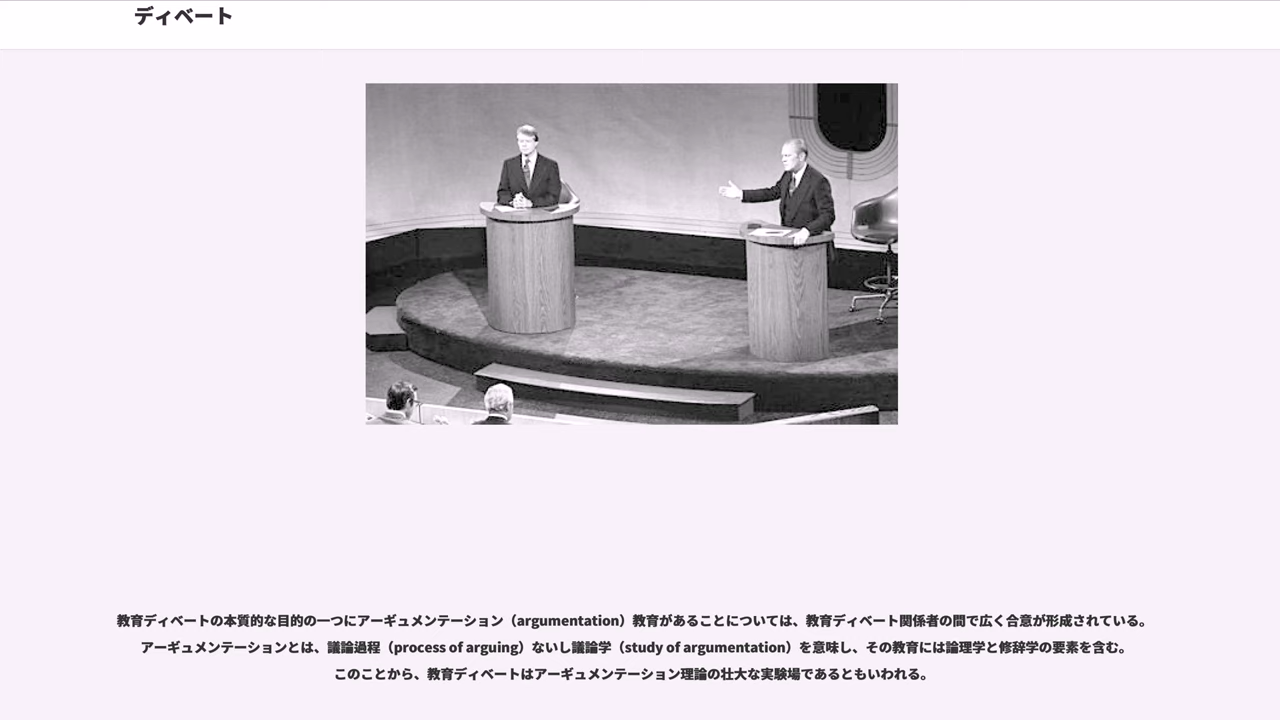 ディベート
教育ディベートの本質的な目的の一つにアーギュメンテーション（argumentation）教育があることについては、教育ディベート関係者の間で広く合意が形成されている。
アーギュメンテーションとは、議論過程（process of arguing）ないし議論学（study of argumentation）を意味し、その教育には論理学と修辞学の要素を含む。
このことから、教育ディベートはアーギュメンテーション理論の壮大な実験場であるともいわれる。